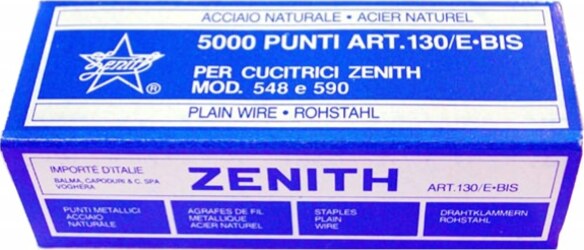 ACCIAIO NATURALE • ACIER NATUREL
Zenith
®
5000 PUNTI ART.130/E•BIS
PER CUCITRICI ZENITH
MOD. 548 e 590
PLAIN WIRE • ROHSTAHL
IMPORTÉ D'ITALIE
BALMA, CAPODURI & C. SPA
VOGHERA
ZENITH
ART.130/E•BIS
PUNTI METALLICI
ACCIAIO
NATURALE
AGRAFES DE FIL
METALLIQUE
ACIER NATUREL
STAPLES
PLAIN
WIRE
DRAHTKLAMMERN
ROHSTAHL